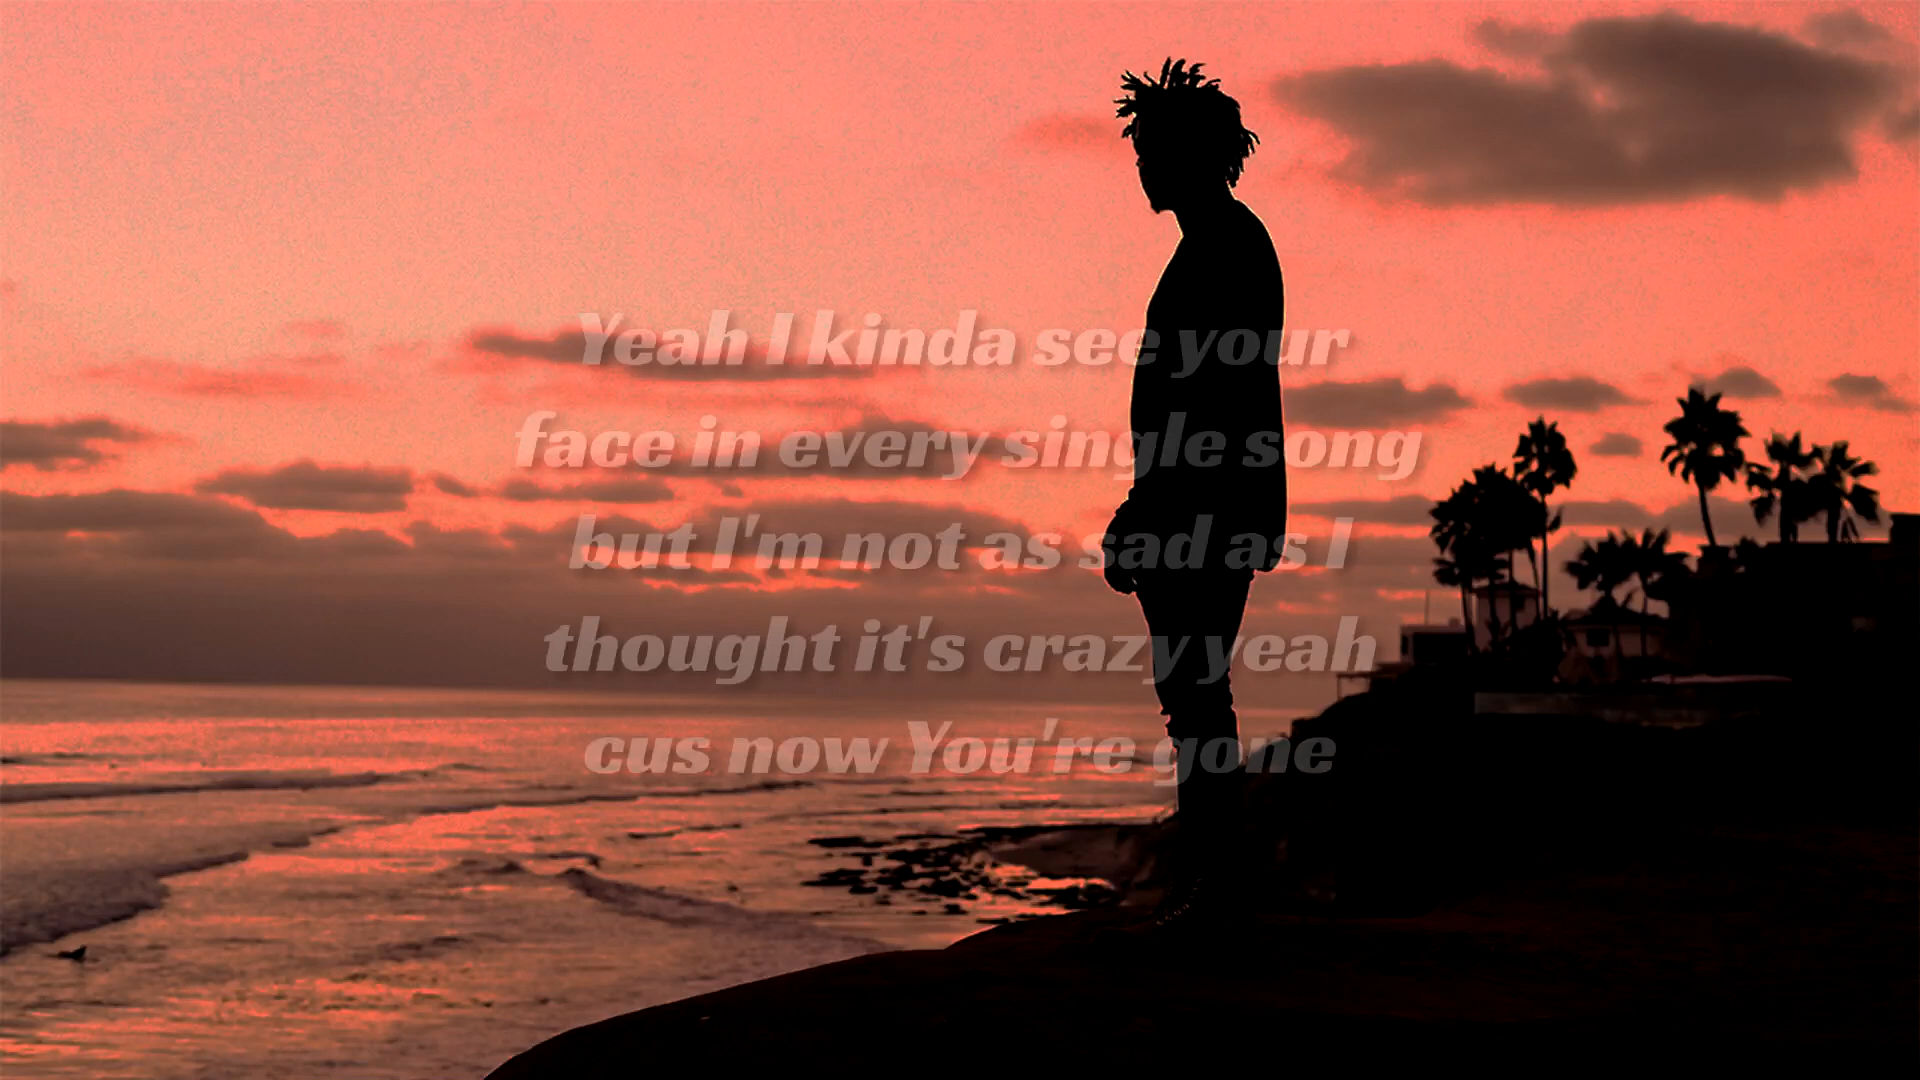 Yeah I kinda see your
face in every single song
but I'm not as sad as I
thought it's crazy yeah
cus now You're gone